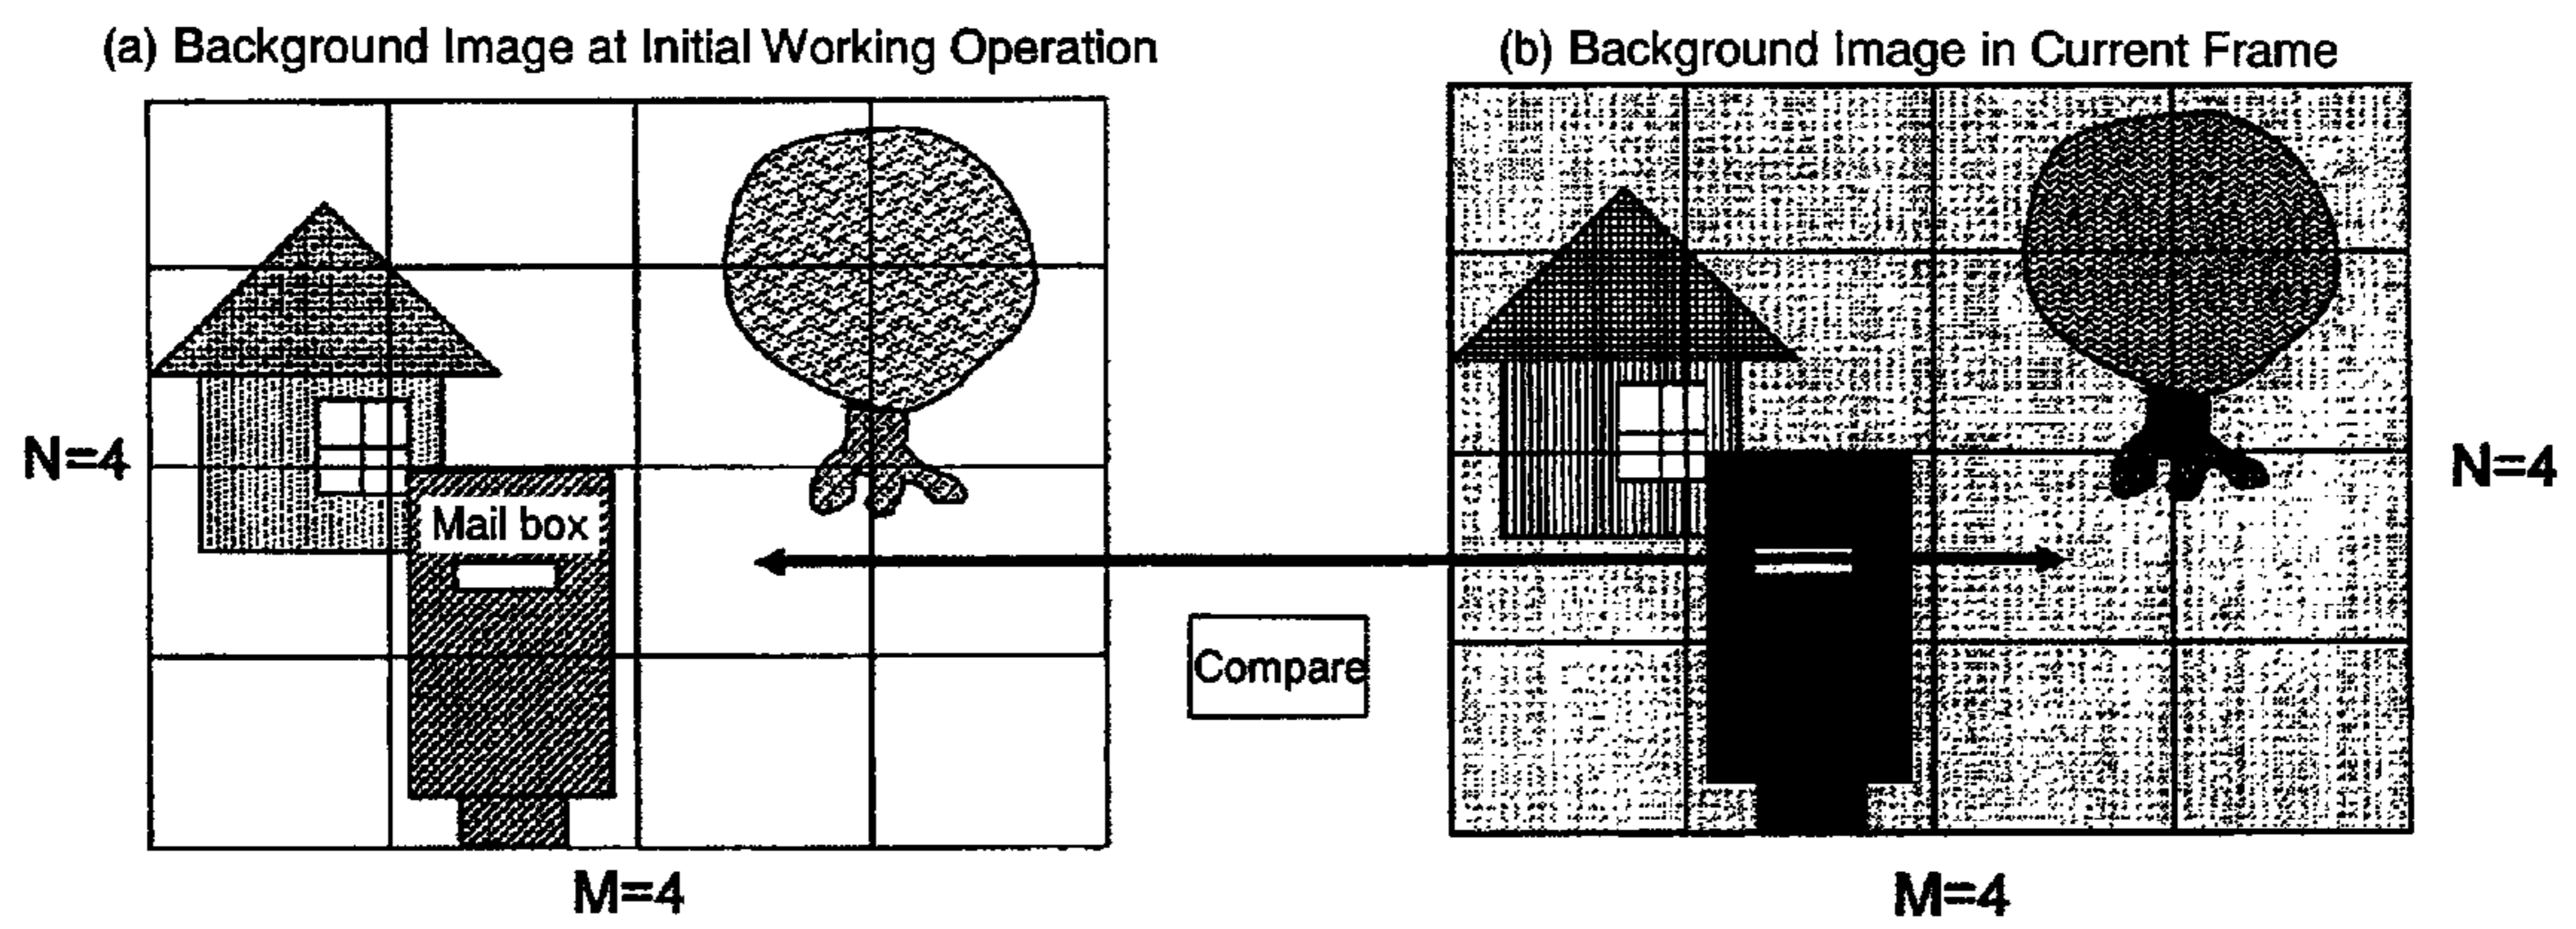 (a) Background Image at Initial Working Operation
(b) Background Image in Current Frame
N=4
Mail box
N=4
Compare
M=4
M=4